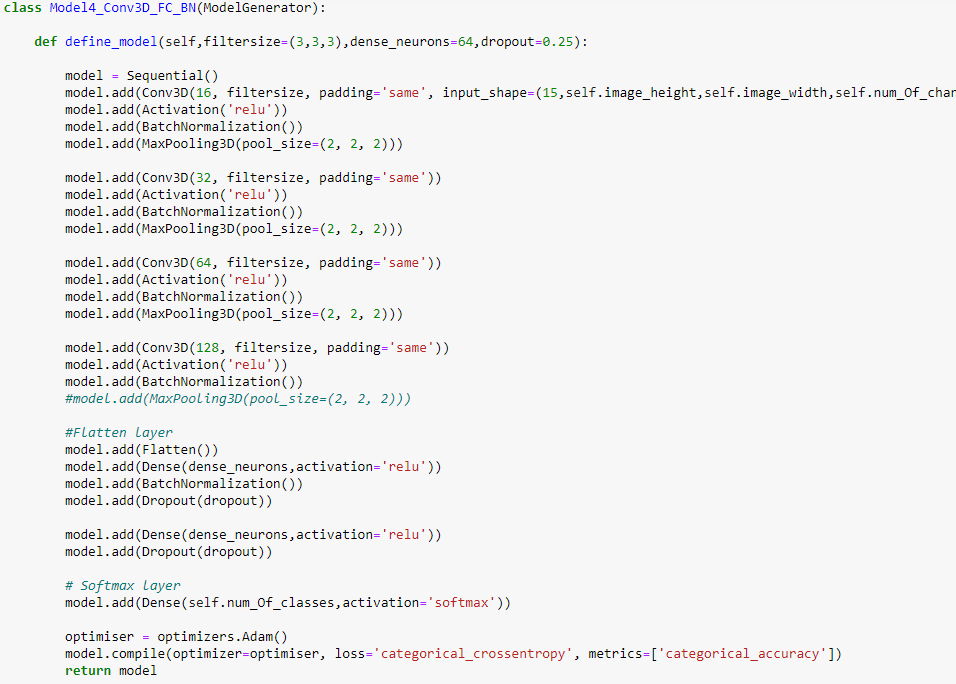 class Model4_Conv3D_FC_BN(ModelGenerator):
def define_model(self,filtersize=(3,3,3),dense_neurons=64,dropout=0.25):
model = Sequential()
model.add(Conv3D(16, filtersize, padding='same', input_shape=(15,self.image_height,self.image_width,self.num_Of_char
model.add(Activation('relu'))
model.add(BatchNormalization())
model.add(MaxPooling3D(pool_size=(2, 2, 2)))
model.add(Conv3D(32, filtersize, padding='same'))
model.add(Activation('relu'))
model.add(BatchNormalization())
model.add(MaxPooling3D(pool_size=(2, 2, 2)))
model.add(Conv3D(64, filtersize, padding='same'))
model.add(Activation('relu'))
model.add(BatchNormalization())
model.add(MaxPooling3D(pool_size=(2, 2, 2)))
model.add(Conv3D(128, filtersize, padding='same'))
model.add(Activation('relu'))
model.add(BatchNormalization())
#model.add(MaxPooling3D(pool_size=(2, 2, 2)))
#Flatten layer
model.add(Flatten())
model.add(Dense(dense_neurons,activation='relu'))
model.add(BatchNormalization())
model.add(Dropout(dropout))
model.add(Dense(dense_neurons,activation='relu'))
model.add(Dropout(dropout))
# Softmax layer
model.add(Dense(self.num_Of_classes,activation='softmax'))
optimiser = optimizers.Adam()
model.compile(optimizer=optimiser, loss='categorical_crossentropy', metrics=['categorical_accuracy'])
return model